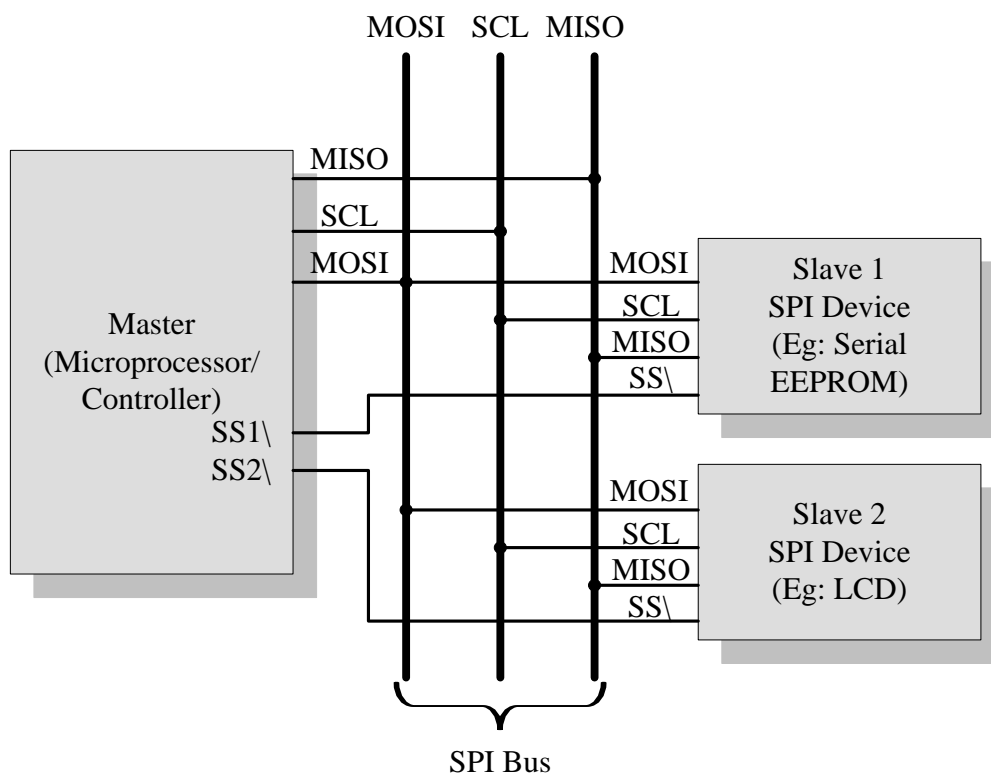 MOSI SCL MISO
MISO
SCL
MOSI
Master
(Microprocessor/
Controller)
SS1\
SS2\
MOSI
SCL
MISO
SS\
Slave 1
SPI Device
(Eg: Serial
EEPROM)
MOSI
SCL
MISO
SS\
Slave 2
SPI Device
(Eg: LCD)
SPI Bus